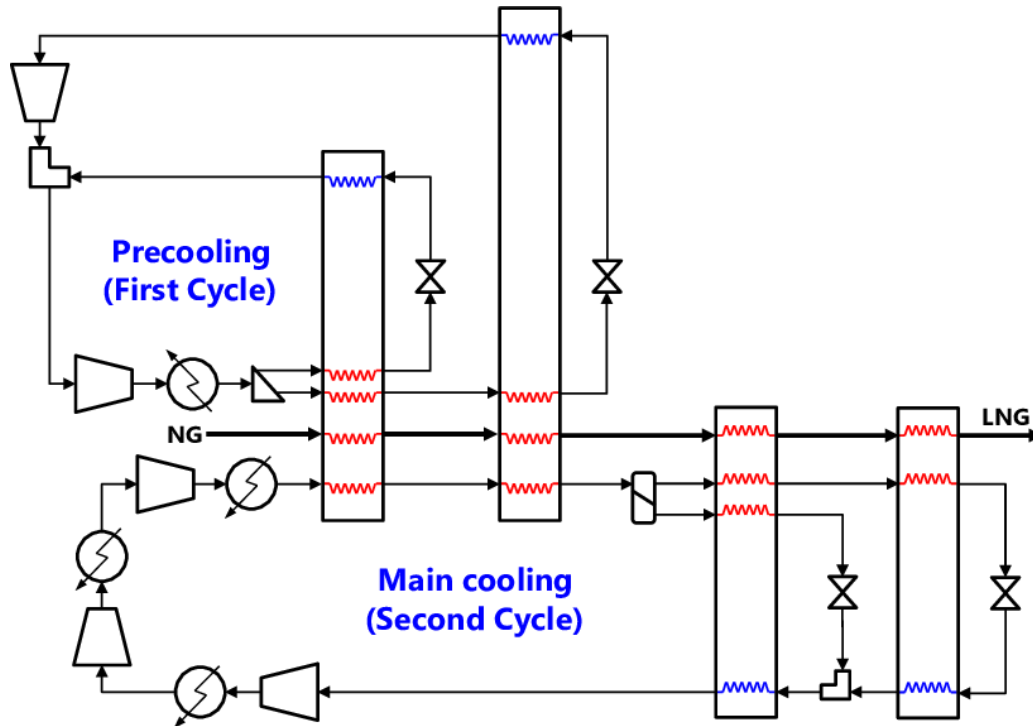 Precooling
(First Cycle)
NG
LNG
Main cooling
(Second Cycle)